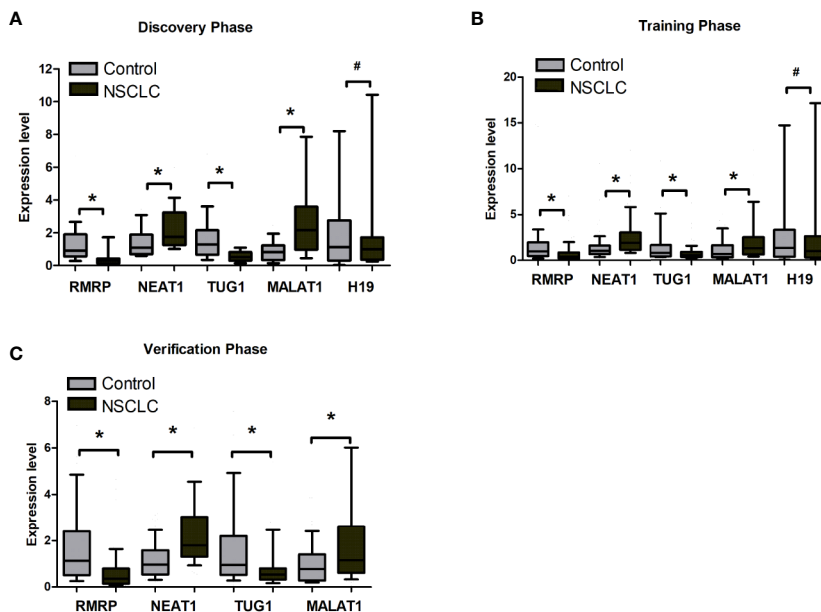 A
Discovery Phase
Control
NSCLC
Expression level
12
10
8
6
4
2
0
*
*
*
*
#
RMRP NEAT1 TUG1 MALAT1 H19
B
Training Phase
Control
NSCLC
Expression level
20
15
10
5
0
*
*
*
*
#
RMRP NEAT1 TUG1 MALAT1 H19
C
Verification Phase
Control
NSCLC
Expression level
8
6
4
2
0
*
*
*
*
RMRP NEAT1 TUG1 MALAT1